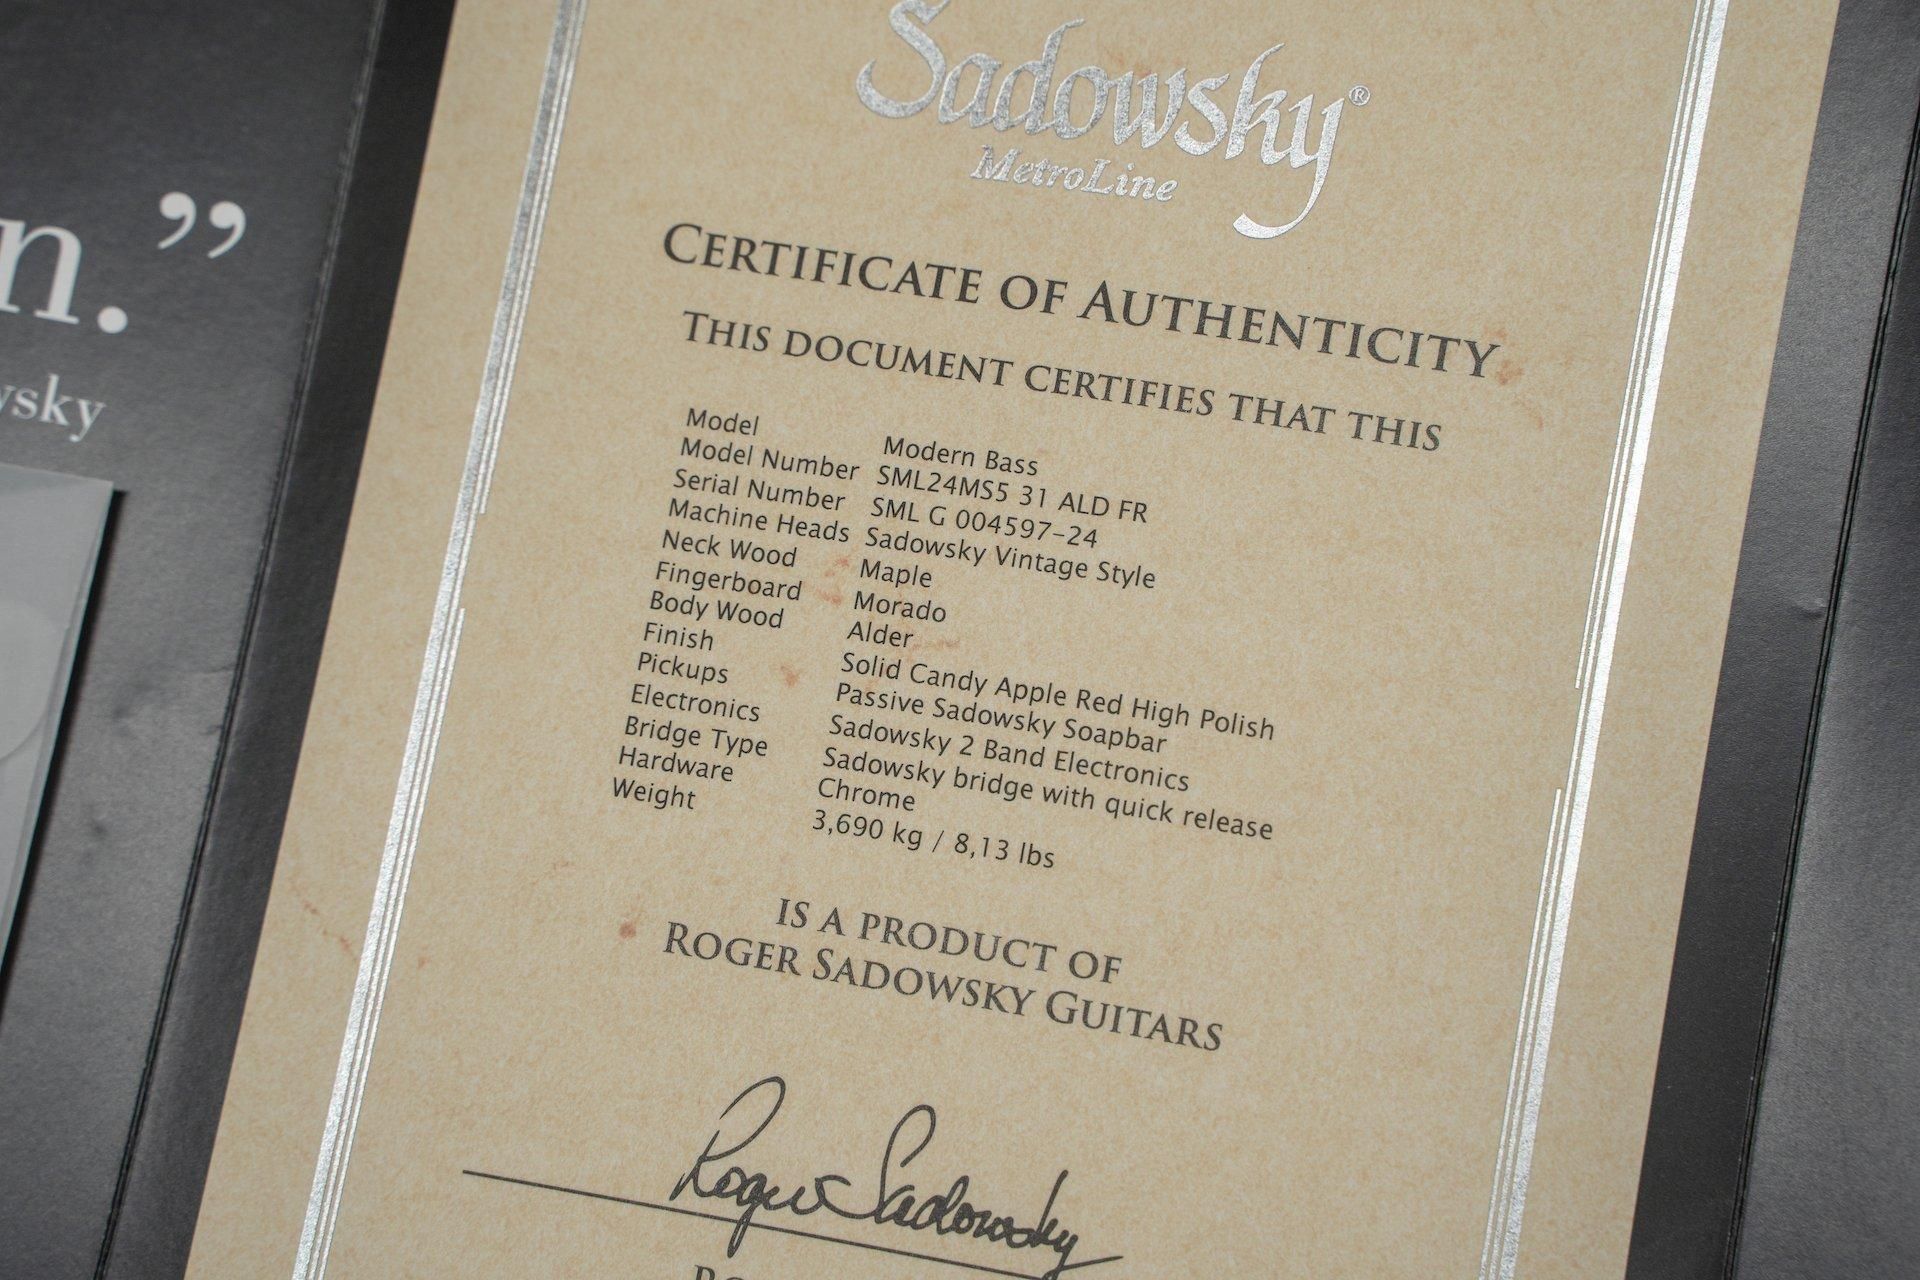 Sadowsky®
MetroLine
n.”
CERTIFICATE OF AUTHENTICITY
THIS DOCUMENT CERTIFIES THAT THIS
Model Modern Bass
Model Number SML24MS5 31 ALD FR
Serial Number SML G 004597-24
Machine Heads Sadowsky Vintage Style
Neck Wood Maple
Fingerboard Morado
Body Wood Alder
Finish Solid Candy Apple Red High Polish
Pickups Passive Sadowsky Soapbar
Electronics Sadowsky 2 Band Electronics
Bridge Type Sadowsky bridge with quick release
Hardware Chrome
Weight 3,690 kg / 8,13 lbs
IS A PRODUCT OF
ROGER SADOWSKY GUITARS
Roger Sadowsky